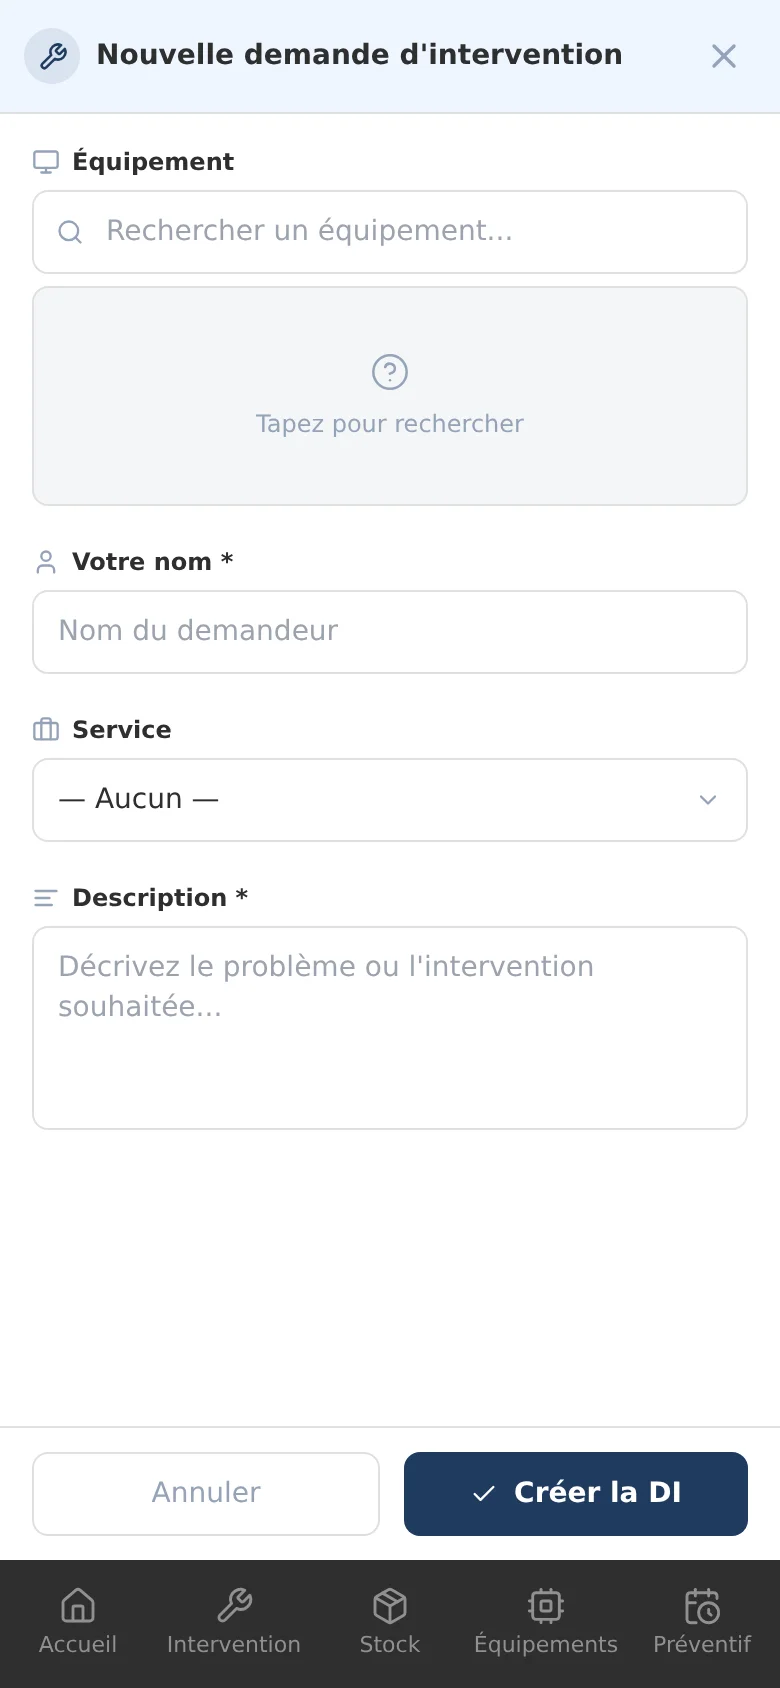 Nouvelle demande d'intervention
Équipement
Rechercher un équipement...
Tapez pour rechercher
Votre nom *
Nom du demandeur
Service
— Aucun —
Description *
Décrivez le problème ou l'intervention
souhaitée...
Annuler
Créer la DI
Accueil
Intervention
Stock
Équipements
Préventif